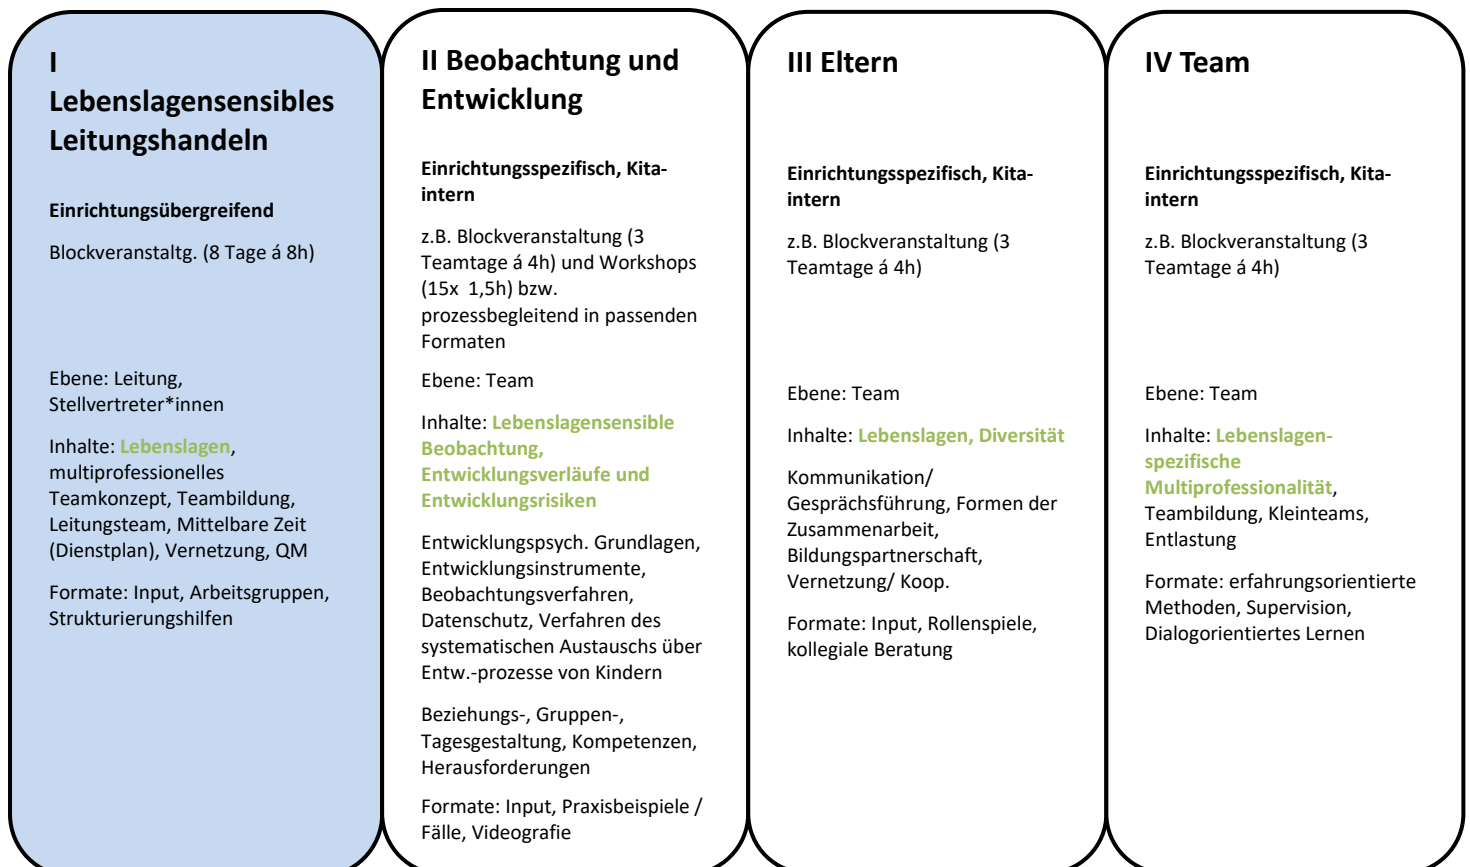 I
Lebenslagensensibles
Leitungshandeln
Einrichtungsübergreifend
Blockveranstaltg. (8 Tage á 8h)
Ebene: Leitung,
Stellvertreter*innen
Inhalte: Lebenslagen,
multiprofessionelles
Teamkonzept, Teambildung,
Leitungsteam, Mittelbare Zeit
(Dienstplan), Vernetzung, QM
Formate: Input, Arbeitsgruppen,
Strukturierungshilfen
II Beobachtung und
Entwicklung
Einrichtungsspezifisch, Kita-
intern
z.B. Blockveranstaltung (3
Teamtage á 4h) und Workshops
(15x  1,5h) bzw.
prozessbegleitend in passenden
Formaten
Ebene: Team
Inhalte: Lebenslagensensible
Beobachtung,
Entwicklungsverläufe und
Entwicklungsrisiken
Entwicklungspsych. Grundlagen,
Entwicklungsinstrumente,
Beobachtungsverfahren,
Datenschutz, Verfahren des
systematischen Austauschs über
Entw.-prozesse von Kindern
Beziehungs-, Gruppen-,
Tagesgestaltung, Kompetenzen,
Herausforderungen
Formate: Input, Praxisbeispiele /
Fälle, Videografie
III Eltern
Einrichtungsspezifisch, Kita-
intern
z.B. Blockveranstaltung (3
Teamtage á 4h)
Ebene: Team
Inhalte: Lebenslagen, Diversität
Kommunikation/
Gesprächsführung, Formen der
Zusammenarbeit,
Bildungspartnerschaft,
Vernetzung/ Koop.
Formate: Input, Rollenspiele,
kollegiale Beratung
IV Team
Einrichtungsspezifisch, Kita-
intern
z.B. Blockveranstaltung (3
Teamtage á 4h)
Ebene: Team
Inhalte: Lebenslagen-
spezifische
Multiprofessionalität,
Teambildung, Kleinteams,
Entlastung
Formate: erfahrungsorientierte
Methoden, Supervision,
Dialogorientiertes Lernen